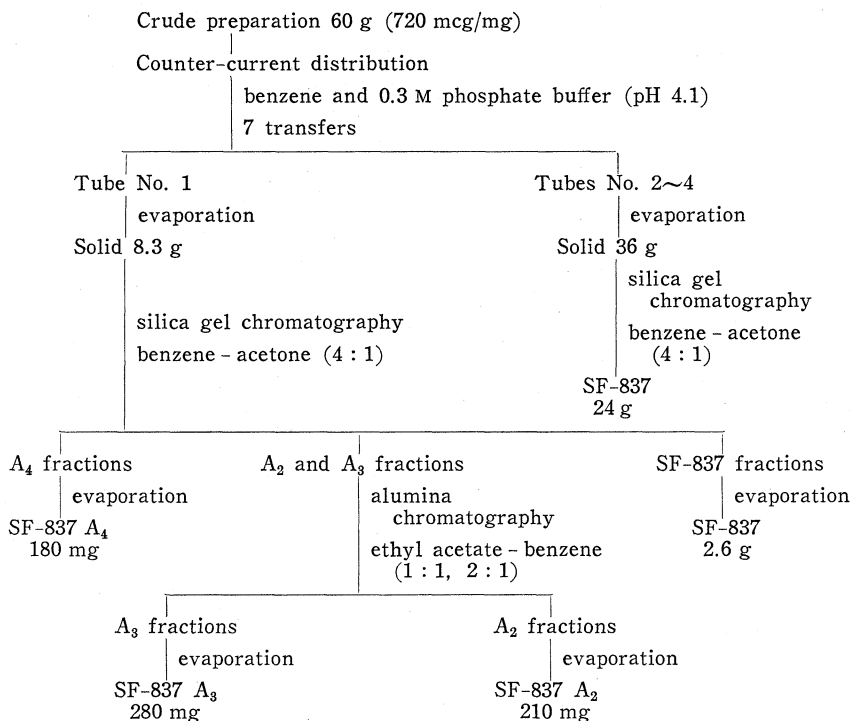 Crude preparation 60 g (720 mcg/mg)
Counter-current distribution
benzene and 0.3 M phosphate buffer (pH 4.1)
7 transfers
Tube No. 1
evaporation
Solid 8.3 g
Tubes No. 2~4
evaporation
Solid 36 g
silica gel
chromatography
benzene – acetone
(4 : 1)
SF-837
24 g
silica gel chromatography
benzene – acetone (4 : 1)
A₄ fractions
evaporation
SF-837 A₄
180 mg
A₂ and A₃ fractions
alumina
chromatography
ethyl acetate – benzene
(1 : 1, 2 : 1)
SF-837 fractions
evaporation
SF-837
2.6 g
A₃ fractions
evaporation
SF-837 A₃
280 mg
A₂ fractions
evaporation
SF-837 A₂
210 mg